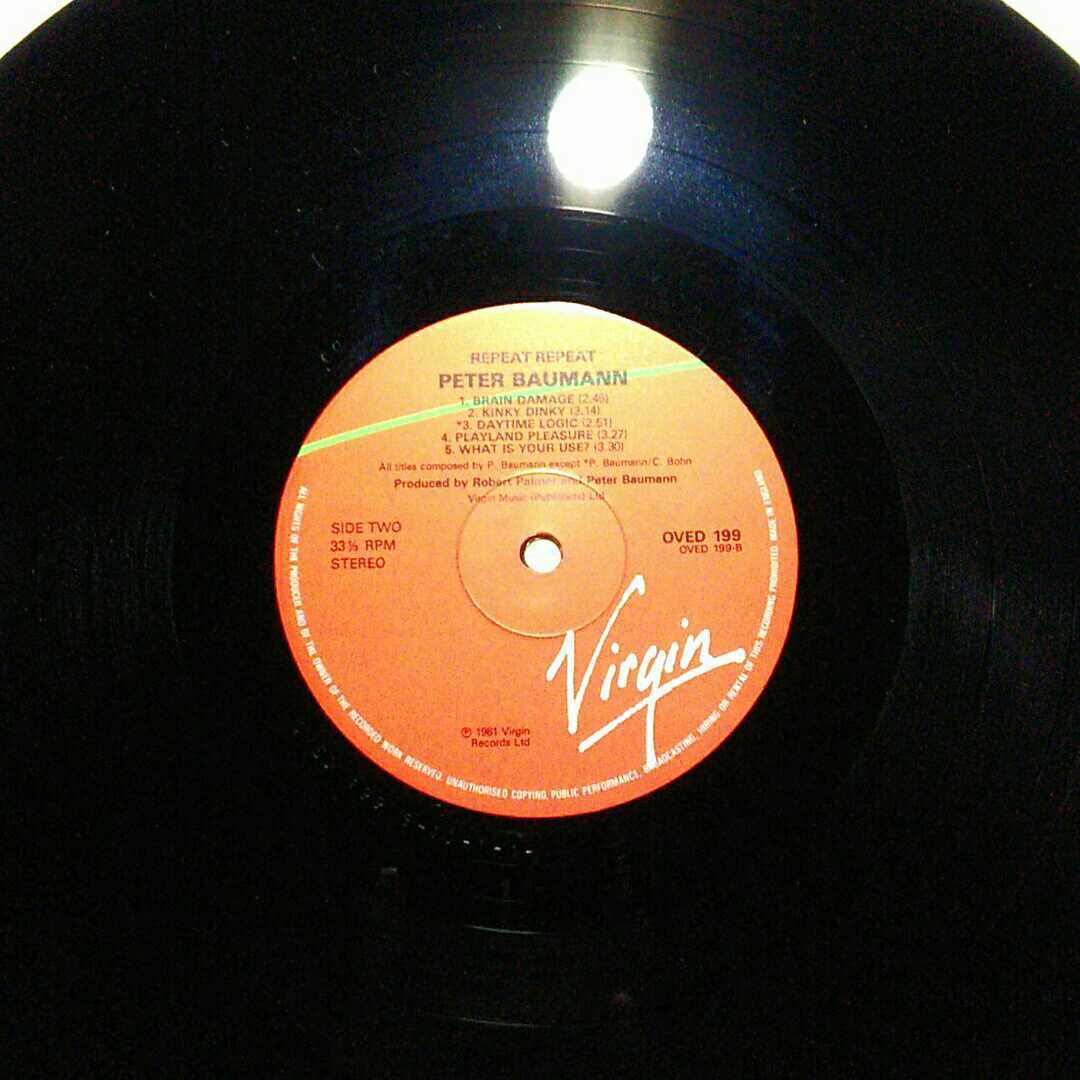 REPEAT REPEAT
PETER BAUMANN
1. BRAIN DAMAGE (2.46)
2. KINKY DINKY (3.14)
*3. DAYTIME LOGIC (2.51)
4. PLAYLAND PLEASURE (3.27)
5. WHAT IS YOUR USE? (3.30)
All titles composed by P. Baumann except *P. Baumann/C. Bohn
Produced by Robert Palmer and Peter Baumann
Virgin Music (Publishers) Ltd
SIDE TWO
33⅓ RPM
STEREO
OVED 199
OVED 199-B
Virgin
℗ 1981 Virgin
Records Ltd
ALL RIGHTS OF THE PRODUCER AND OF THE OWNER OF THE RECORDED WORK RESERVED. UNAUTHORISED COPYING, PUBLIC PERFORMANCE, BROADCASTING, HIRING OR RENTAL OF THIS RECORDING PROHIBITED. MADE IN ENGLAND